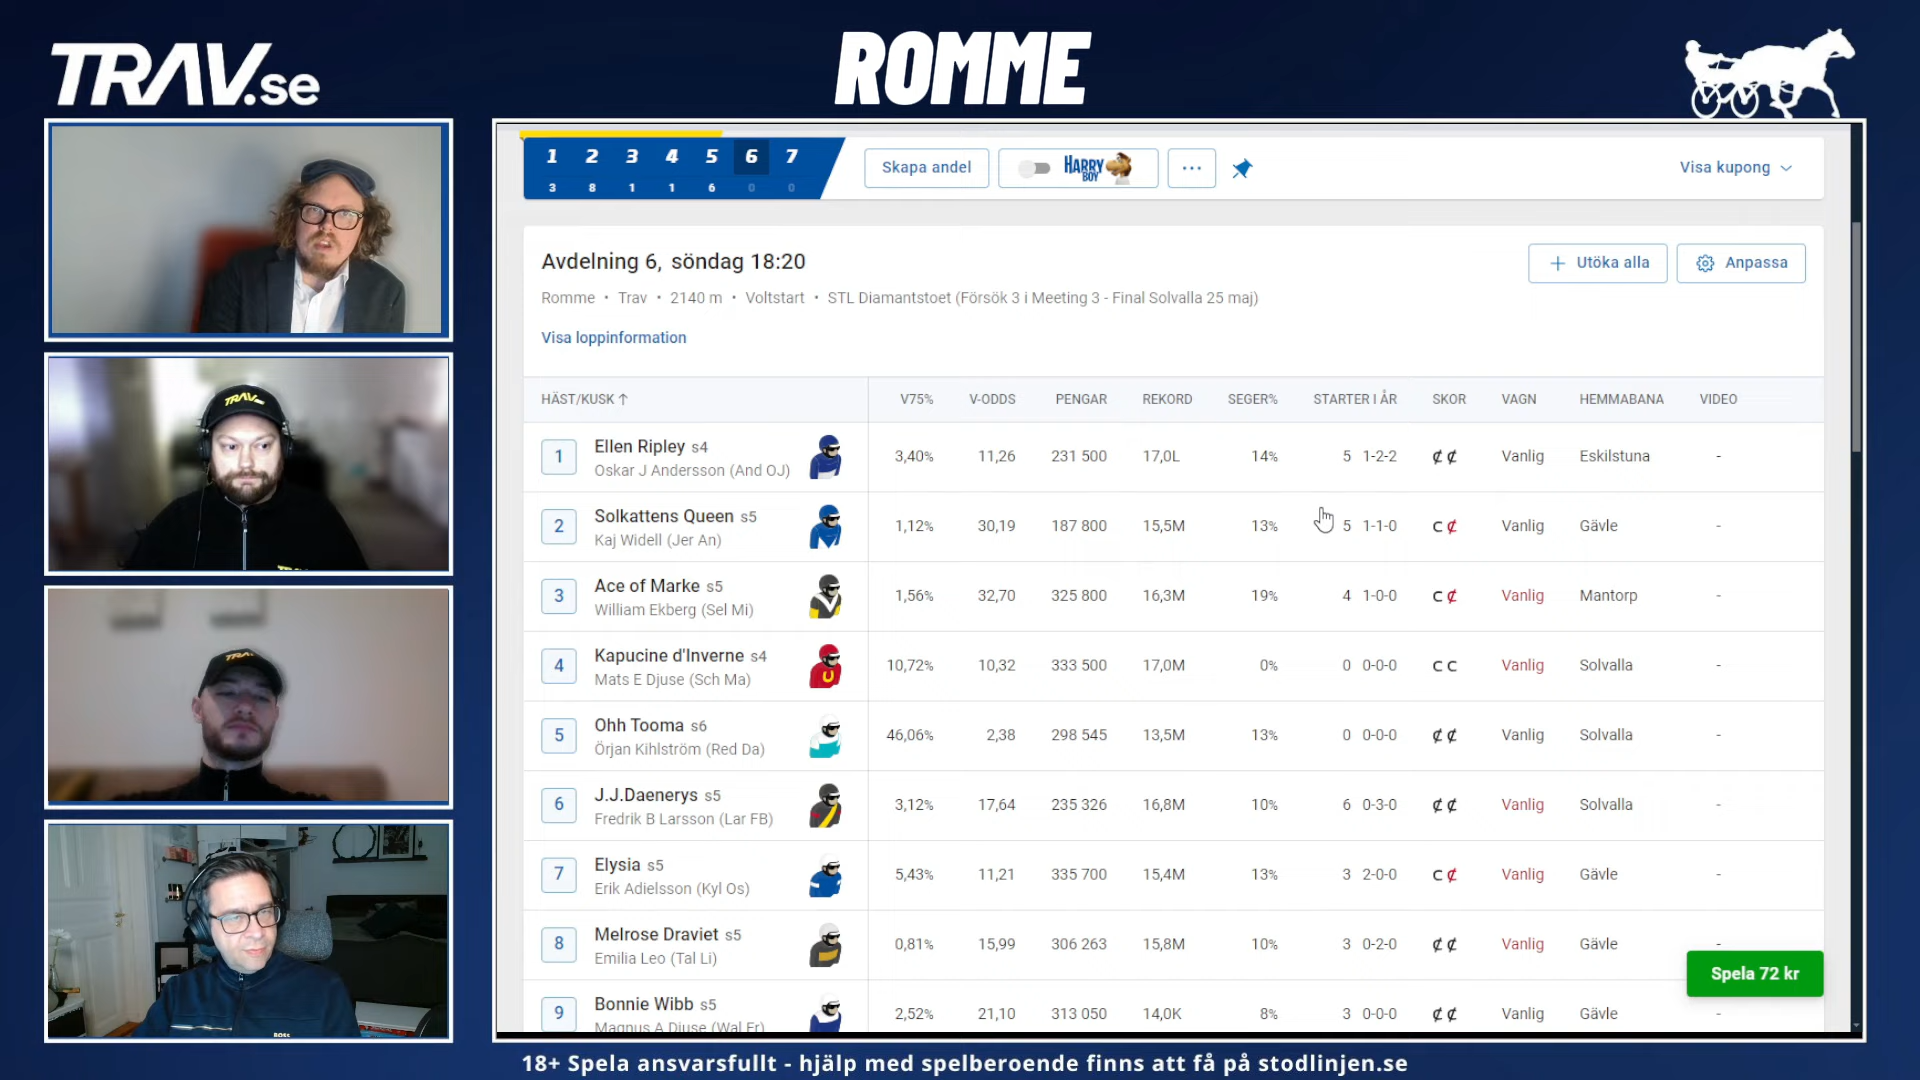 TRAV.se
ROMME
1 2 3 4 5 6 7
3 8 1 1 6 0 0
Skapa andel
HARRY BOY
...
Visa kupong
Avdelning 6, söndag 18:20
Utöka alla
Anpassa
Romme • Trav • 2140 m • Voltstart • STL Diamantstoet (Försök 3 i Meeting 3 - Final Solvalla 25 maj)
Visa loppinformation
HÄST/KUSK ↑ V75% V-ODDS PENGAR REKORD SEGER% STARTER I ÅR SKOR VAGN HEMMABANA VIDEO
1 Ellen Ripley s4 3,40% 11,26 231 500 17,0L 14% 5 1-2-2 ȼ ȼ Vanlig Eskilstuna -
Oskar J Andersson (And OJ)
2 Solkattens Queen s5 1,12% 30,19 187 800 15,5M 13% 5 1-1-0 C ȼ Vanlig Gävle -
Kaj Widell (Jer An)
3 Ace of Marke s5 1,56% 32,70 325 800 16,3M 19% 4 1-0-0 C ȼ Vanlig Mantorp -
William Ekberg (Sel Mi)
4 Kapucine d'Inverne s4 10,72% 10,32 333 500 17,0M 0% 0 0-0-0 C C Vanlig Solvalla -
Mats E Djuse (Sch Ma)
5 Ohh Tooma s6 46,06% 2,38 298 545 13,5M 13% 0 0-0-0 ȼ ȼ Vanlig Solvalla -
Örjan Kihlström (Red Da)
6 J.J.Daenerys s5 3,12% 17,64 235 326 16,8M 10% 6 0-3-0 ȼ ȼ Vanlig Solvalla -
Fredrik B Larsson (Lar FB)
7 Elysia s5 5,43% 11,21 335 700 15,4M 13% 3 2-0-0 C ȼ Vanlig Gävle -
Erik Adielsson (Kyl Os)
8 Melrose Draviet s5 0,81% 15,99 306 263 15,8M 10% 3 0-2-0 ȼ ȼ Vanlig Gävle -
Emilia Leo (Tal Li)
Spela 72 kr
9 Bonnie Wibb s5 2,52% 21,10 313 050 14,0K 8% 3 0-0-0 ȼ ȼ Vanlig Gävle -
Magnus A Djuse (Wal Er)
TRAV.se
TRAV
BOSS
18+ Spela ansvarsfullt - hjälp med spelberoende finns att få på stodlinjen.se